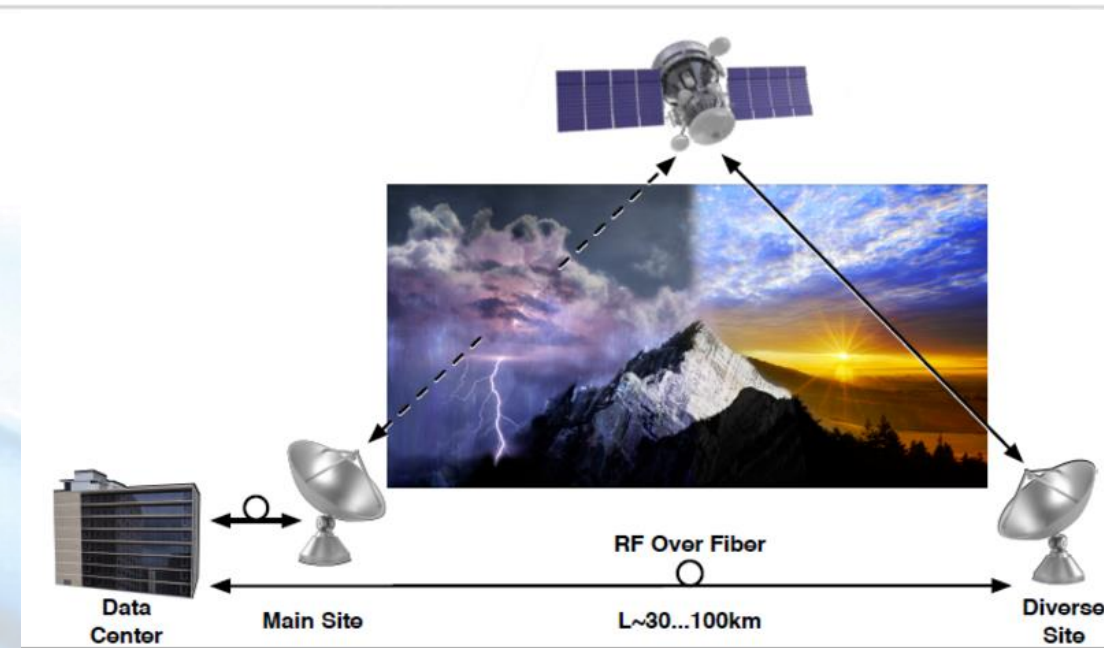 RF Over Fiber
Data
Center
Main Site
L~30...100km
Diverse
Site